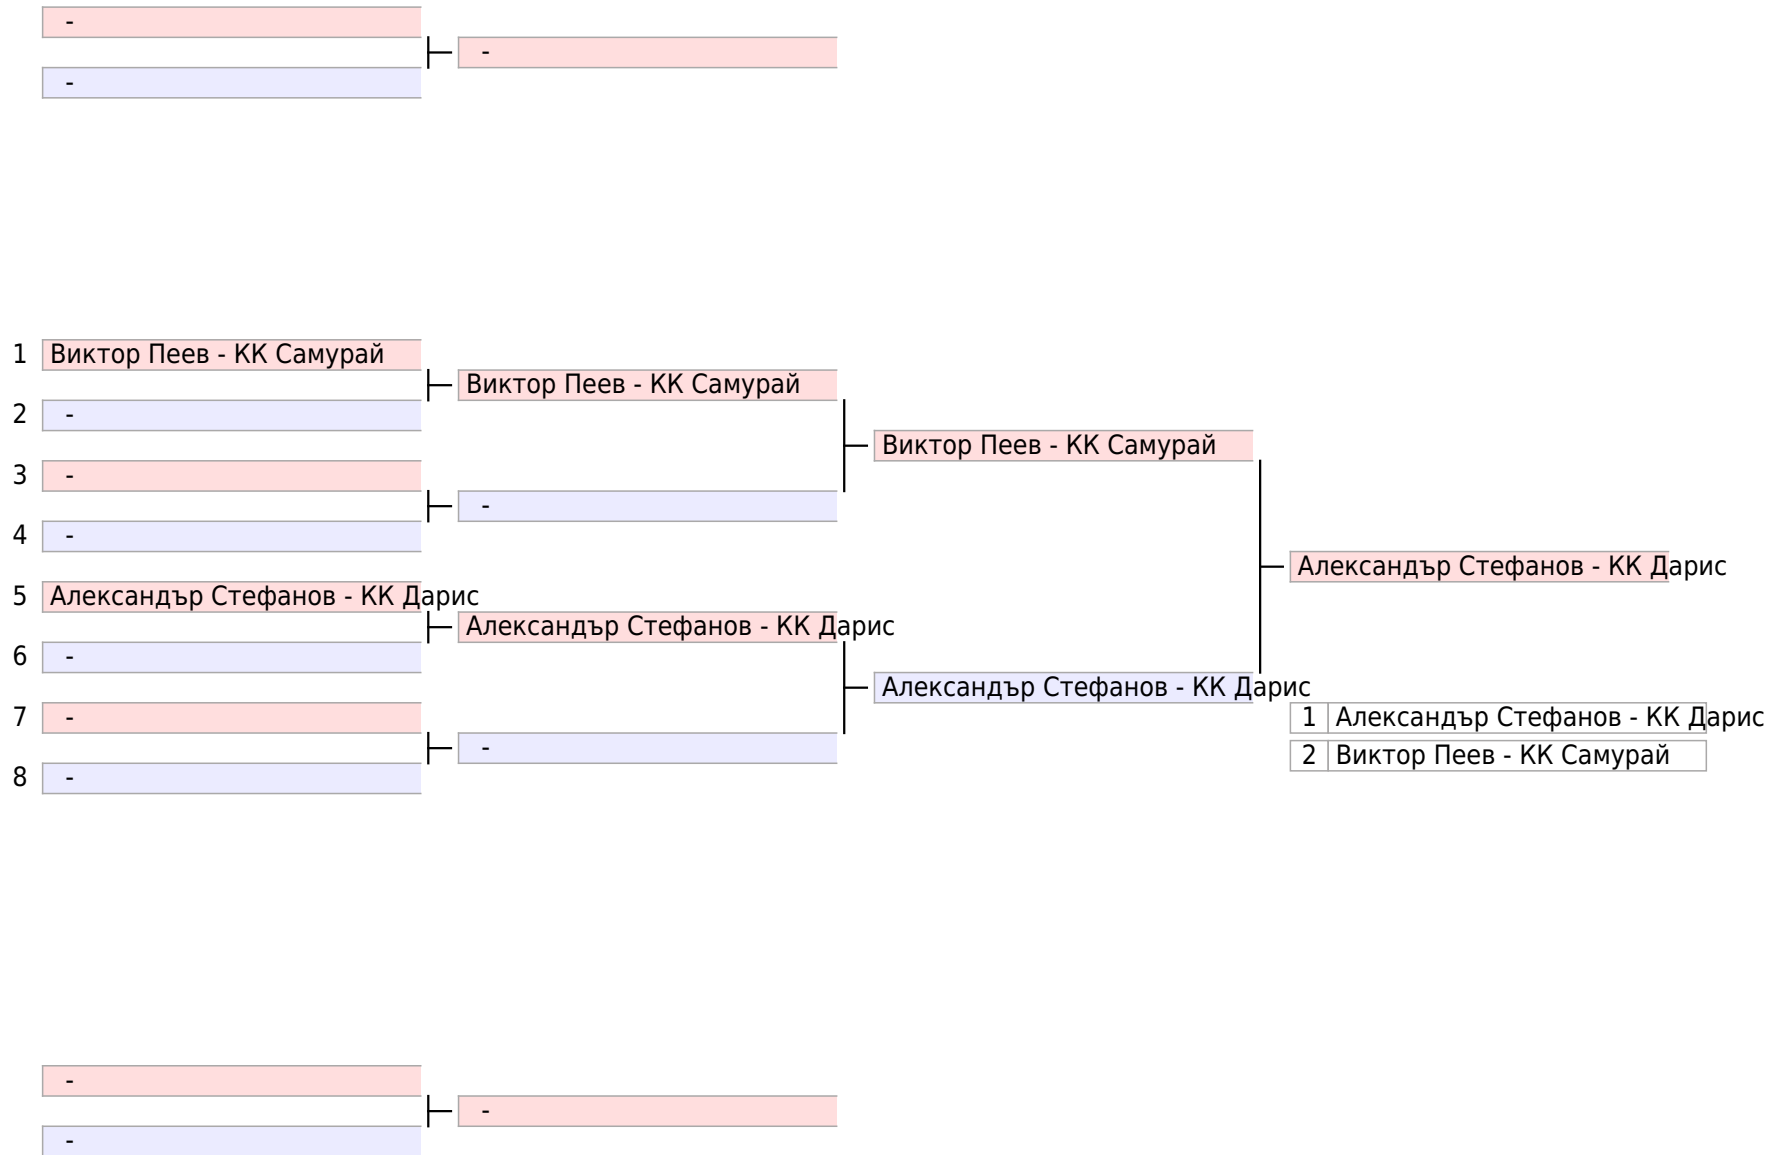 -
-
-
1 Виктор Пеев - КК Самурай
Виктор Пеев - КК Самурай
2 -
Виктор Пеев - КК Самурай
3 -
-
4 -
Александър Стефанов - КК Дарис
5 Александър Стефанов - КК Дарис
Александър Стефанов - КК Дарис
6 -
Александър Стефанов - КК Дарис
7 -
1 Александър Стефанов - КК Дарис
-
2 Виктор Пеев - КК Самурай
8 -
-
-
-